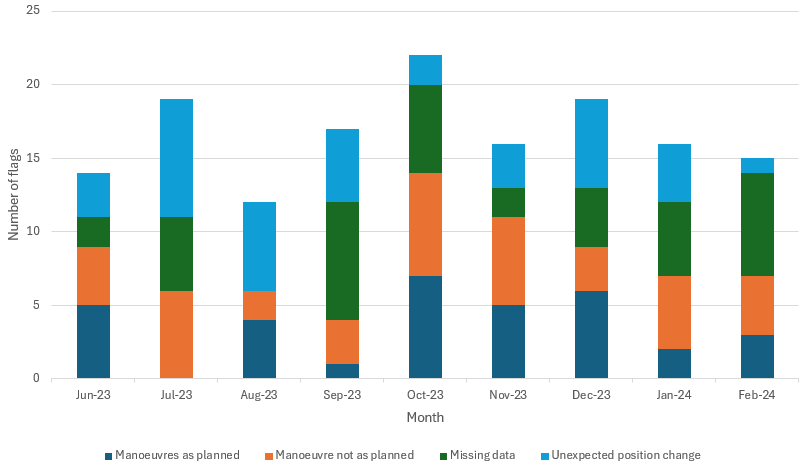 25
20
15
10
5
0
Number of flags
Jun-23 Jul-23 Aug-23 Sep-23 Oct-23 Nov-23 Dec-23 Jan-24 Feb-24
Month
Manoeuvres as planned Manoeuvre not as planned Missing data Unexpected position change